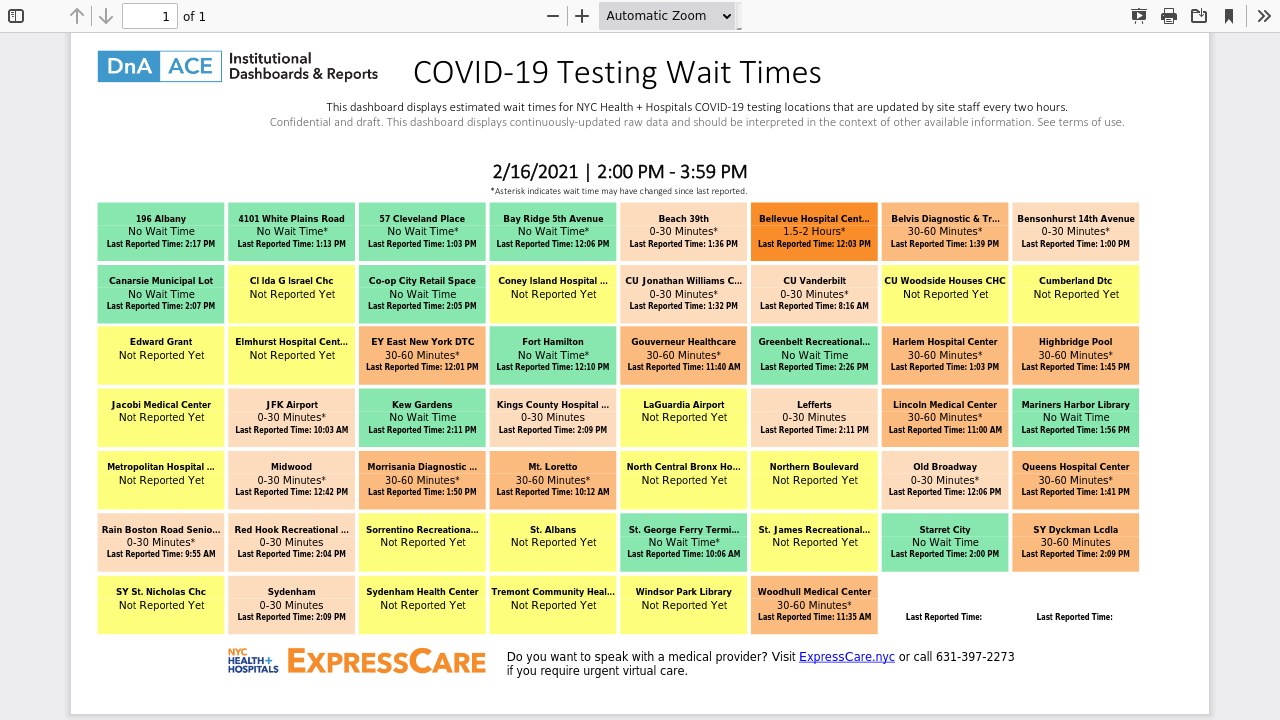 1 of 1 Automatic Zoom
DnA ACE Institutional Dashboards & Reports
COVID-19 Testing Wait Times
This dashboard displays estimated wait times for NYC Health + Hospitals COVID-19 testing locations that are updated by site staff every two hours.
Confidential and draft. This dashboard displays continuously-updated raw data and should be interpreted in the context of other available information. See terms of use.
2/16/2021 | 2:00 PM - 3:59 PM
*Asterisk indicates wait time may have changed since last reported.
196 Albany
No Wait Time
Last Reported Time: 2:17 PM
4101 White Plains Road
No Wait Time*
Last Reported Time: 1:13 PM
57 Cleveland Place
No Wait Time*
Last Reported Time: 1:03 PM
Bay Ridge 5th Avenue
No Wait Time*
Last Reported Time: 12:06 PM
Beach 39th
0-30 Minutes*
Last Reported Time: 1:36 PM
Bellevue Hospital Cent...
1.5-2 Hours*
Last Reported Time: 12:03 PM
Belvis Diagnostic & Tr...
30-60 Minutes*
Last Reported Time: 1:39 PM
Bensonhurst 14th Avenue
0-30 Minutes*
Last Reported Time: 1:00 PM
Canarsie Municipal Lot
No Wait Time
Last Reported Time: 2:07 PM
CI Ida G Israel Chc
Not Reported Yet
Co-op City Retail Space
No Wait Time
Last Reported Time: 2:05 PM
Coney Island Hospital ...
Not Reported Yet
CU Jonathan Williams C...
0-30 Minutes*
Last Reported Time: 1:32 PM
CU Vanderbilt
0-30 Minutes*
Last Reported Time: 8:16 AM
CU Woodside Houses CHC
Not Reported Yet
Cumberland Dtc
Not Reported Yet
Edward Grant
Not Reported Yet
Elmhurst Hospital Cent...
Not Reported Yet
EY East New York DTC
30-60 Minutes*
Last Reported Time: 12:01 PM
Fort Hamilton
No Wait Time*
Last Reported Time: 12:10 PM
Gouverneur Healthcare
30-60 Minutes*
Last Reported Time: 11:40 AM
Greenbelt Recreational...
No Wait Time
Last Reported Time: 2:26 PM
Harlem Hospital Center
30-60 Minutes*
Last Reported Time: 1:03 PM
Highbridge Pool
30-60 Minutes*
Last Reported Time: 1:45 PM
Jacobi Medical Center
Not Reported Yet
JFK Airport
0-30 Minutes*
Last Reported Time: 10:03 AM
Kew Gardens
No Wait Time
Last Reported Time: 2:11 PM
Kings County Hospital ...
0-30 Minutes
Last Reported Time: 2:09 PM
LaGuardia Airport
Not Reported Yet
Lefferts
0-30 Minutes
Last Reported Time: 2:11 PM
Lincoln Medical Center
30-60 Minutes*
Last Reported Time: 11:00 AM
Mariners Harbor Library
No Wait Time
Last Reported Time: 1:56 PM
Metropolitan Hospital ...
Not Reported Yet
Midwood
0-30 Minutes*
Last Reported Time: 12:42 PM
Morrisania Diagnostic ...
30-60 Minutes*
Last Reported Time: 1:50 PM
Mt. Loretto
30-60 Minutes*
Last Reported Time: 10:12 AM
North Central Bronx Ho...
Not Reported Yet
Northern Boulevard
Not Reported Yet
Old Broadway
0-30 Minutes*
Last Reported Time: 12:06 PM
Queens Hospital Center
30-60 Minutes*
Last Reported Time: 1:41 PM
Rain Boston Road Senio...
0-30 Minutes*
Last Reported Time: 9:55 AM
Red Hook Recreational ...
0-30 Minutes
Last Reported Time: 2:04 PM
Sorrentino Recreationa...
Not Reported Yet
St. Albans
Not Reported Yet
St. George Ferry Termi...
No Wait Time*
Last Reported Time: 10:06 AM
St. James Recreational...
Not Reported Yet
Starret City
No Wait Time
Last Reported Time: 2:00 PM
SY Dyckman Lcdla
30-60 Minutes
Last Reported Time: 2:09 PM
SY St. Nicholas Chc
Not Reported Yet
Sydenham
0-30 Minutes
Last Reported Time: 2:09 PM
Sydenham Health Center
Not Reported Yet
Tremont Community Heal...
Not Reported Yet
Windsor Park Library
Not Reported Yet
Woodhull Medical Center
30-60 Minutes*
Last Reported Time: 11:35 AM
Last Reported Time:
Last Reported Time:
NYC
HEALTH+
HOSPITALS
EXPRESSCARE
Do you want to speak with a medical provider? Visit ExpressCare.nyc or call 631-397-2273
if you require urgent virtual care.